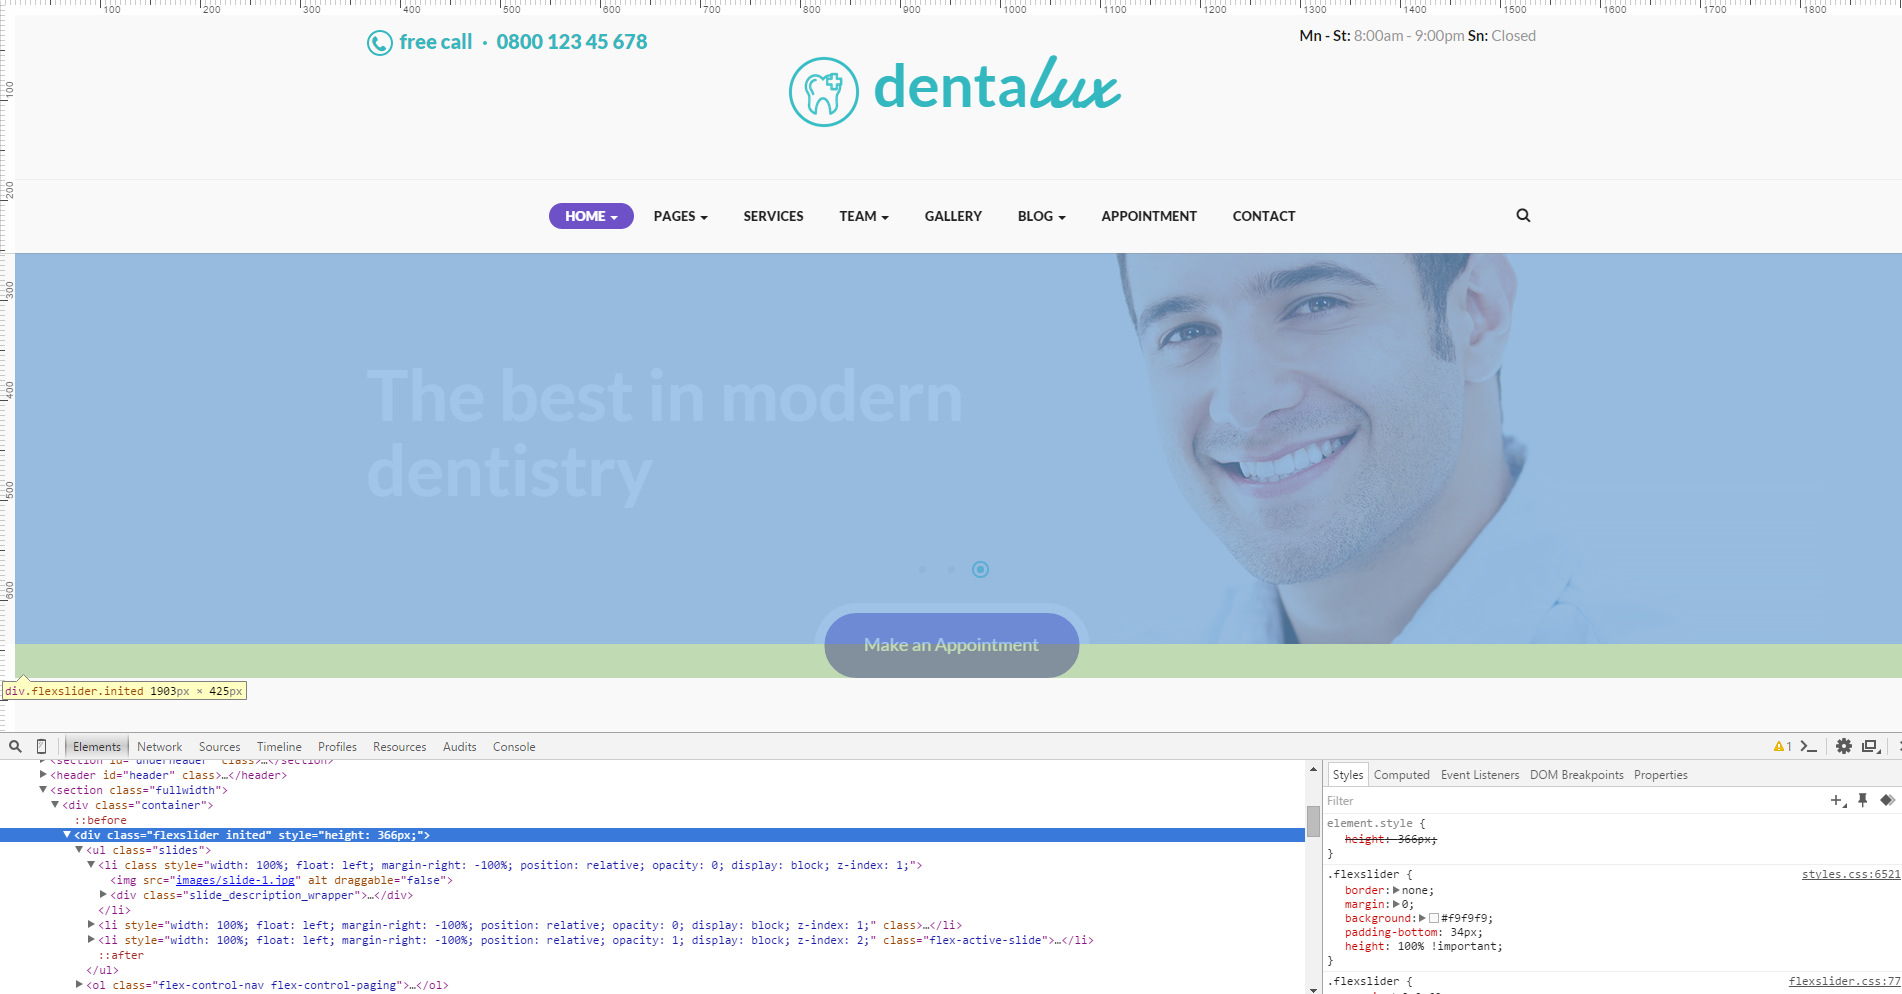 100 200 300 400 500 600 700 800 900 1000 1100 1200 1300 1400 1500 1600 1700 1800
100
200
300
400
500
600
free call · 0800 123 45 678
Mn - St: 8:00am - 9:00pm Sn: Closed
dentalux
HOME PAGES SERVICES TEAM GALLERY BLOG APPOINTMENT CONTACT
The best in modern
dentistry
Make an Appointment
div.flexslider.inited 1903px × 425px
Elements Network Sources Timeline Profiles Resources Audits Console
1
<section id="underheader" class>…</section>
<header id="header" class>…</header>
<section class="fullwidth">
<div class="container">
::before
<div class="flexslider inited" style="height: 366px;">
<ul class="slides">
<li class style="width: 100%; float: left; margin-right: -100%; position: relative; opacity: 0; display: block; z-index: 1;">
<img src="images/slide-1.jpg" alt draggable="false">
<div class="slide_description_wrapper">…</div>
</li>
<li style="width: 100%; float: left; margin-right: -100%; position: relative; opacity: 0; display: block; z-index: 1;" class>…</li>
<li style="width: 100%; float: left; margin-right: -100%; position: relative; opacity: 1; display: block; z-index: 2;" class="flex-active-slide">…</li>
::after
</ul>
<ol class="flex-control-nav flex-control-paging">…</ol>
Styles Computed Event Listeners DOM Breakpoints Properties
Filter
element.style {
height: 366px;
}
.flexslider { styles.css:6521
border: none;
margin: 0;
background: #f9f9f9;
padding-bottom: 34px;
height: 100% !important;
}
.flexslider { flexslider.css:77